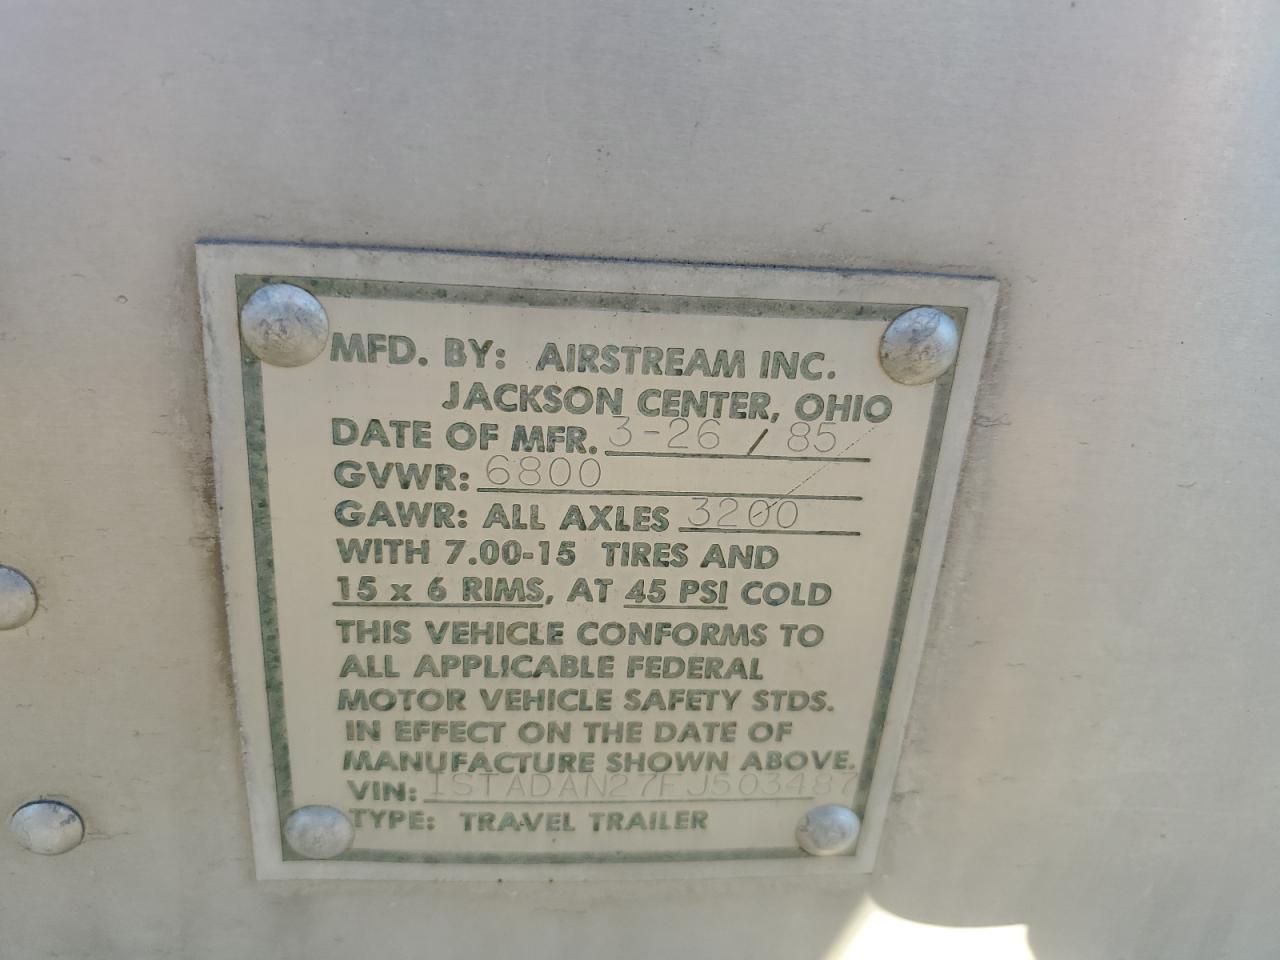 MFD. BY: AIRSTREAM INC.
JACKSON CENTER, OHIO
DATE OF MFR. 3-26 / 85
GVWR: 6800
GAWR: ALL AXLES 3200
WITH 7.00-15 TIRES AND
15 x 6 RIMS, AT 45 PSI COLD
THIS VEHICLE CONFORMS TO
ALL APPLICABLE FEDERAL
MOTOR VEHICLE SAFETY STDS.
IN EFFECT ON THE DATE OF
MANUFACTURE SHOWN ABOVE.
VIN: 1STADAN27FJ503487
TYPE: TRAVEL TRAILER